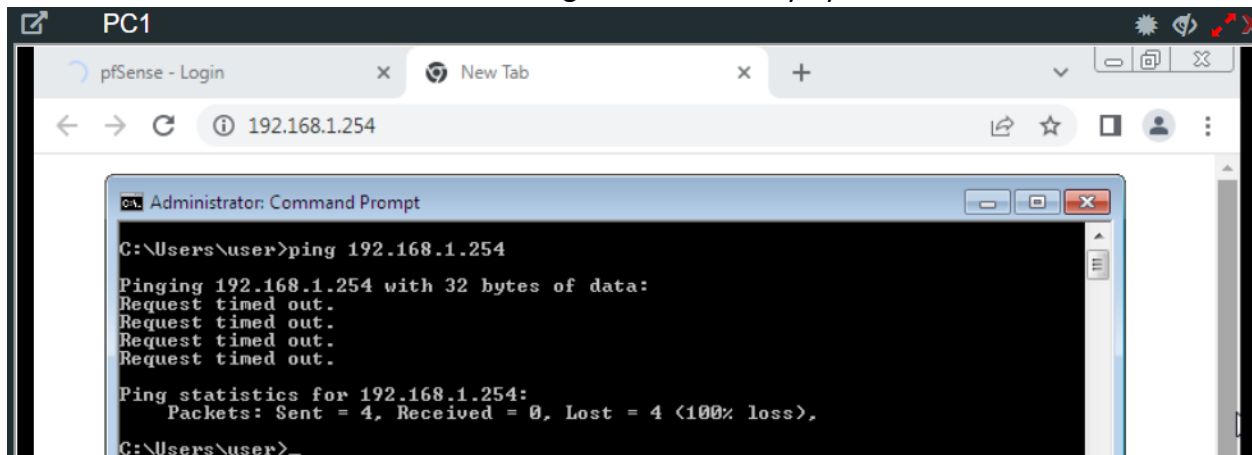 PC1
pfSense - Login
New Tab
192.168.1.254
Administrator: Command Prompt
C:\Users\user>ping 192.168.1.254
Pinging 192.168.1.254 with 32 bytes of data:
Request timed out.
Request timed out.
Request timed out.
Request timed out.
Ping statistics for 192.168.1.254:
Packets: Sent = 4, Received = 0, Lost = 4 (100% loss),
C:\Users\user>_